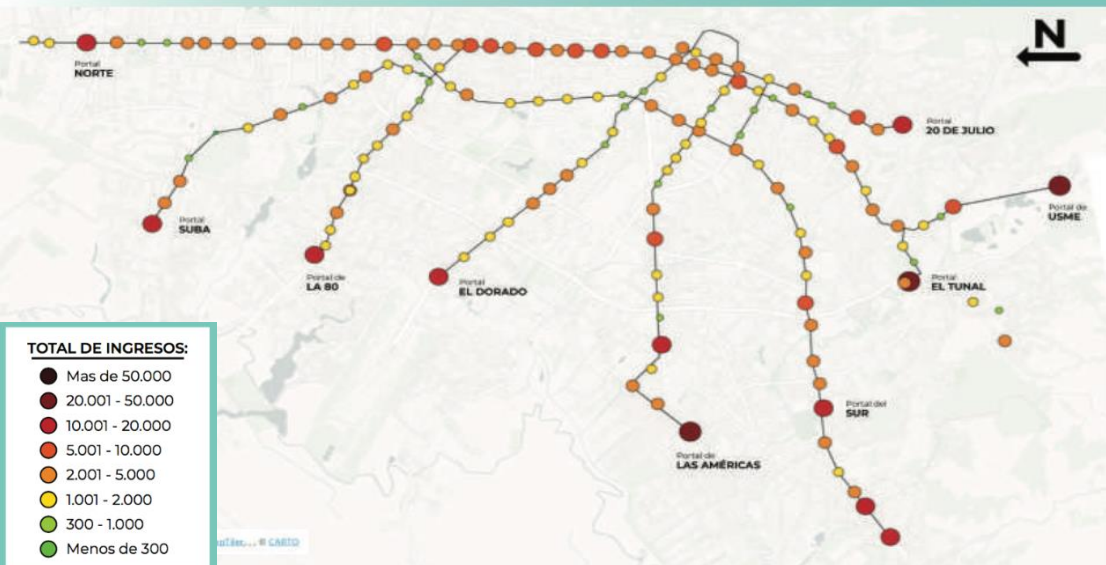 N
Portal
NORTE
Portal
20 DE JULIO
Portal de
USME
Portal
SUBA
Portal de
LA 80
Portal
EL DORADO
Portal
EL TUNAL
TOTAL DE INGRESOS:
Mas de 50.000
20.001 - 50.000
10.001 - 20.000
5.001 - 10.000
2.001 - 5.000
1.001 - 2.000
300 - 1.000
Menos de 300
Portal del
SUR
Portal de
LAS AMÉRICAS
© CARTO